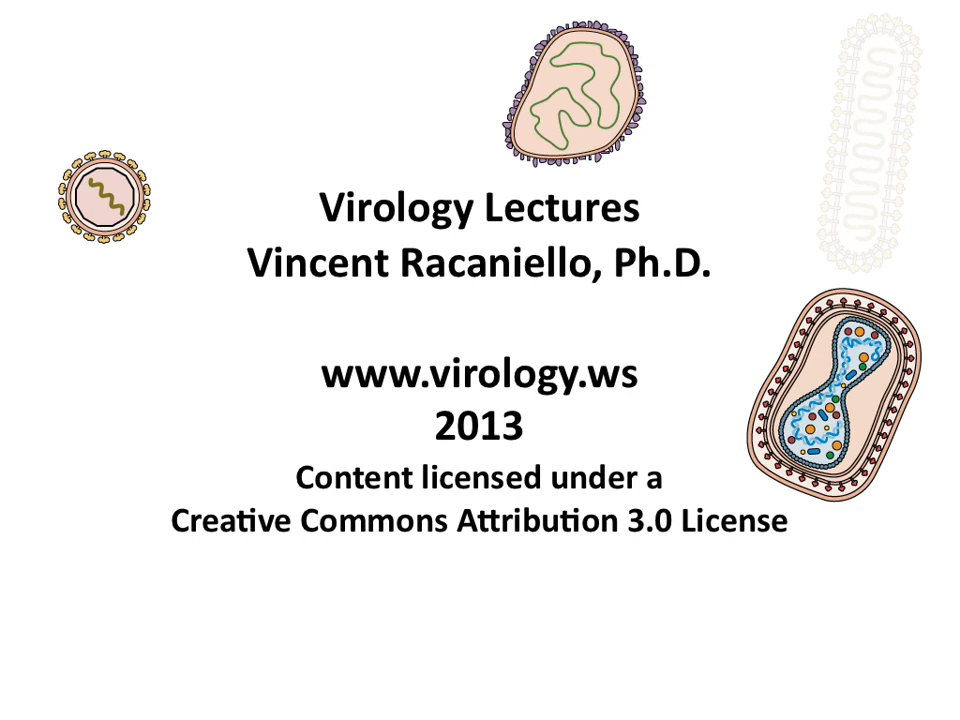 Virology Lectures
Vincent Racaniello, Ph.D.
www.virology.ws
2013
Content licensed under a
Creative Commons Attribution 3.0 License